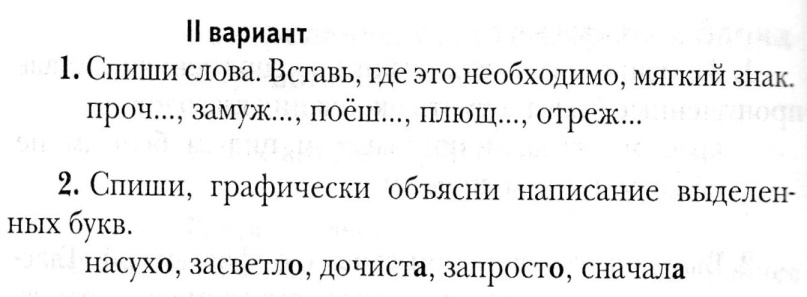 II вариант
1. Спиши слова. Вставь, где это необходимо, мягкий знак.
проч..., замуж..., поёш..., плющ..., отреж...
2. Спиши, графически объясни написание выделен-
ных букв.
насухо, засветло, дочиста, запросто, сначала